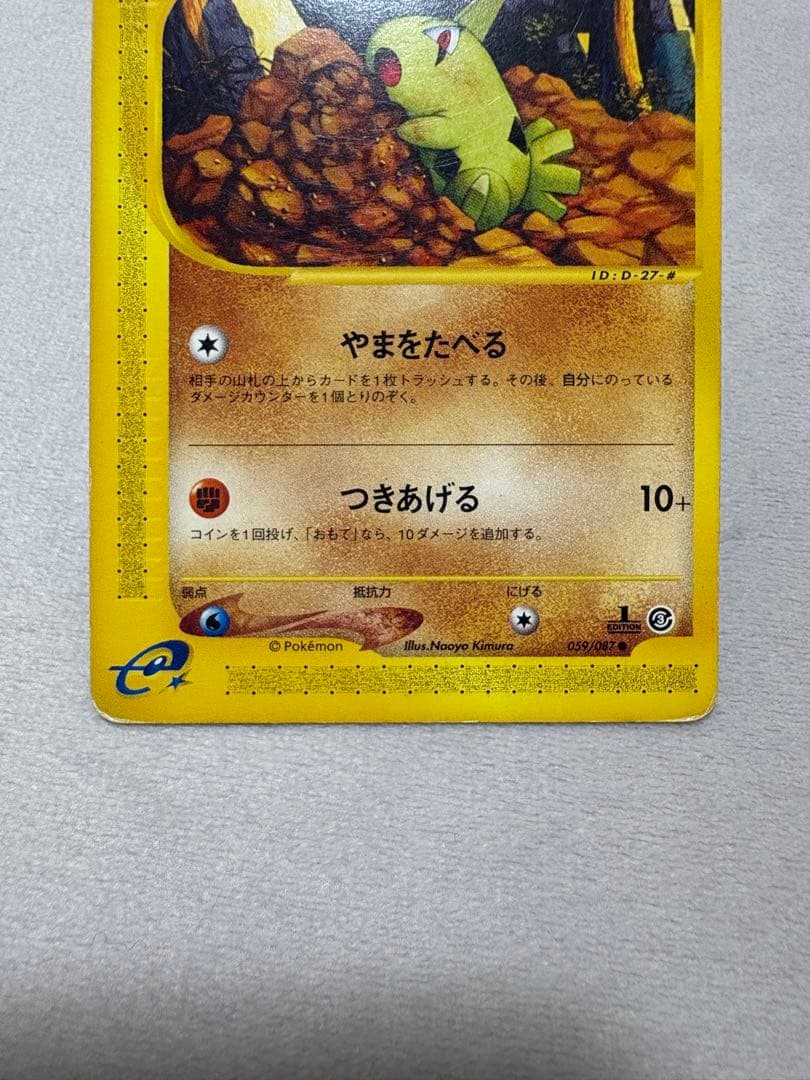 ID:D-27-#
やまをたべる
相手の山札の上からカードを1枚トラッシュする。その後、自分にのっている
ダメージカウンターを1個とりのぞく。
つきあげる 10+
コインを1回投げ、「おもて」なら、10ダメージを追加する。
弱点 抵抗力 にげる
© Pokémon Illus.Naoyo Kimura 059/087● 1 EDITION 3
e